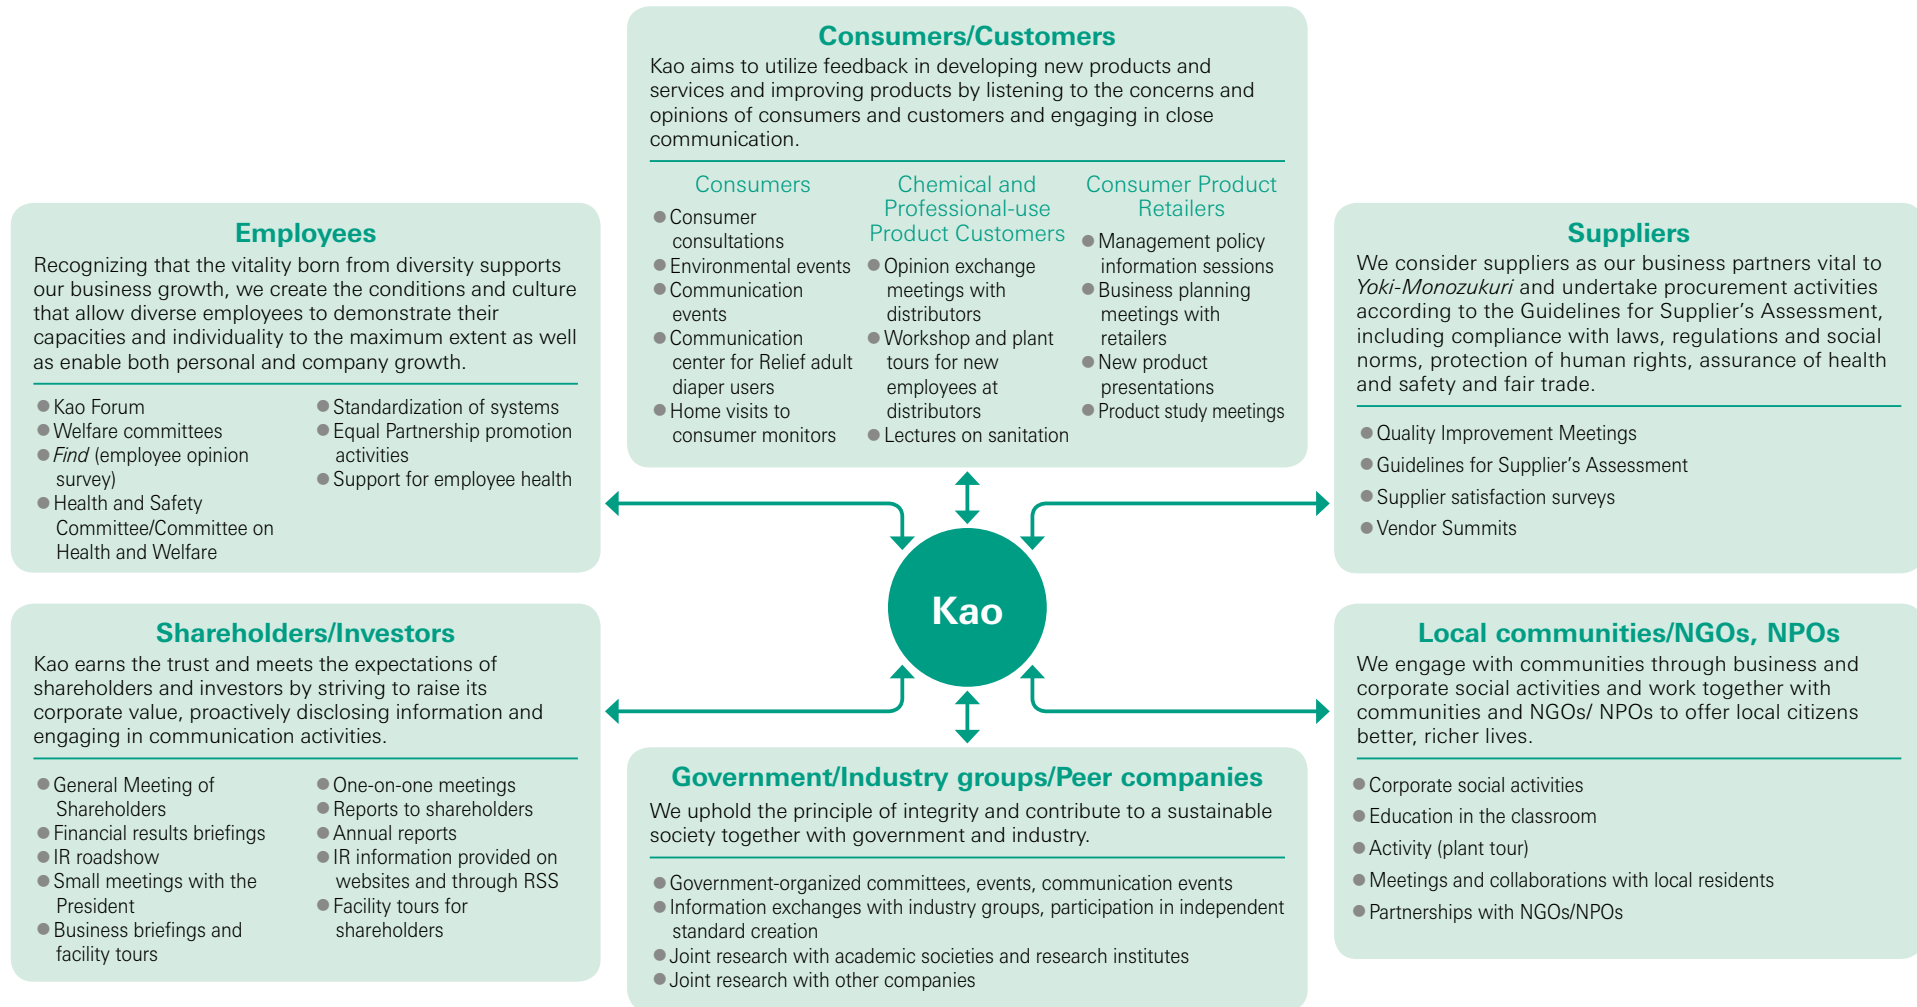 Consumers/Customers
Kao aims to utilize feedback in developing new products and
services and improving products by listening to the concerns and
opinions of consumers and customers and engaging in close
communication.
Consumers
● Consumer
consultations
● Environmental events
● Communication
events
● Communication
center for Relief adult
diaper users
● Home visits to
consumer monitors
Chemical and
Professional-use
Product Customers
● Opinion exchange
meetings with
distributors
● Workshop and plant
tours for new
employees at
distributors
● Lectures on sanitation
Consumer Product
Retailers
● Management policy
information sessions
● Business planning
meetings with
retailers
● New product
presentations
● Product study meetings
Employees
Recognizing that the vitality born from diversity supports
our business growth, we create the conditions and culture
that allow diverse employees to demonstrate their
capacities and individuality to the maximum extent as well
as enable both personal and company growth.
● Kao Forum
● Welfare committees
● Find (employee opinion
survey)
● Health and Safety
Committee/Committee on
Health and Welfare
● Standardization of systems
● Equal Partnership promotion
activities
● Support for employee health
Suppliers
We consider suppliers as our business partners vital to
Yoki-Monozukuri and undertake procurement activities
according to the Guidelines for Supplier's Assessment,
including compliance with laws, regulations and social
norms, protection of human rights, assurance of health
and safety and fair trade.
● Quality Improvement Meetings
● Guidelines for Supplier's Assessment
● Supplier satisfaction surveys
● Vendor Summits
Kao
Shareholders/Investors
Kao earns the trust and meets the expectations of
shareholders and investors by striving to raise its
corporate value, proactively disclosing information and
engaging in communication activities.
● General Meeting of
Shareholders
● Financial results briefings
● IR roadshow
● Small meetings with the
President
● Business briefings and
facility tours
● One-on-one meetings
● Reports to shareholders
● Annual reports
● IR information provided on
websites and through RSS
● Facility tours for
shareholders
Government/Industry groups/Peer companies
We uphold the principle of integrity and contribute to a sustainable
society together with government and industry.
● Government-organized committees, events, communication events
● Information exchanges with industry groups, participation in independent
standard creation
● Joint research with academic societies and research institutes
● Joint research with other companies
Local communities/NGOs, NPOs
We engage with communities through business and
corporate social activities and work together with
communities and NGOs/ NPOs to offer local citizens
better, richer lives.
● Corporate social activities
● Education in the classroom
● Activity (plant tour)
● Meetings and collaborations with local residents
● Partnerships with NGOs/NPOs